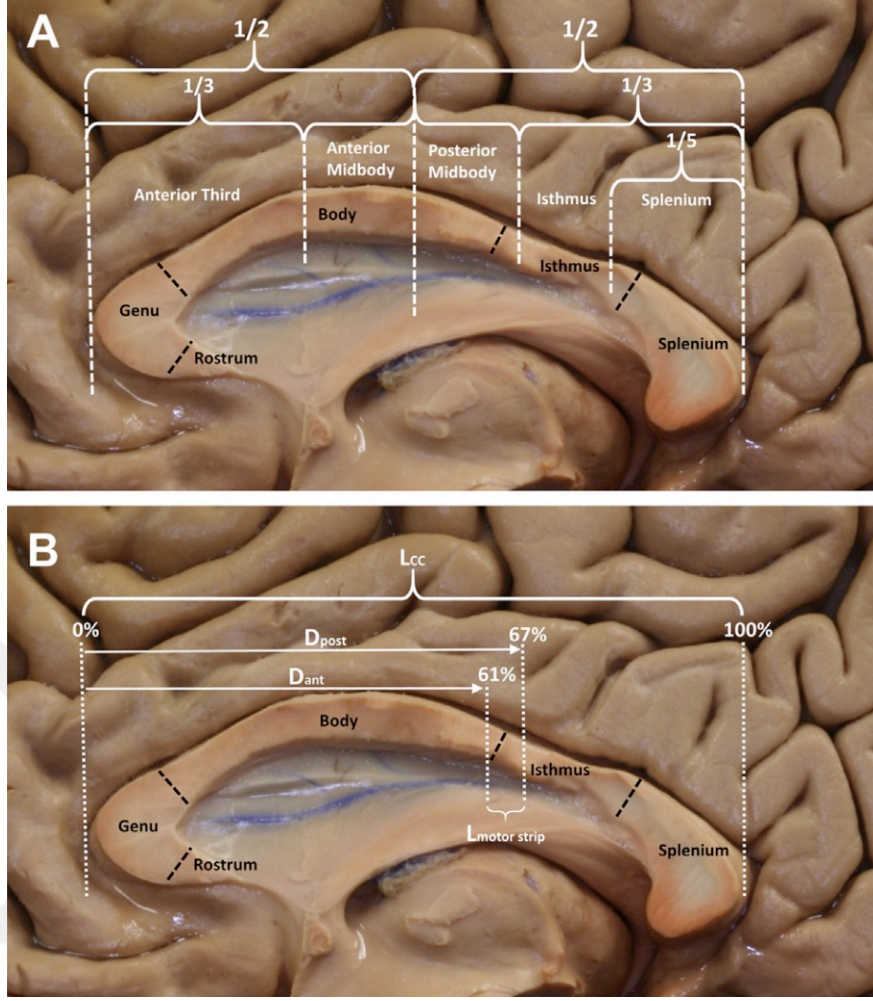 A
1/2
1/2
1/3
1/3
1/5
Anterior
Midbody
Posterior
Midbody
Anterior Third
Isthmus
Splenium
Body
Isthmus
Genu
Rostrum
Splenium
B
Lcc
0%
67%
100%
Dpost
Dant
61%
Body
Isthmus
Genu
Lmotor strip
Rostrum
Splenium